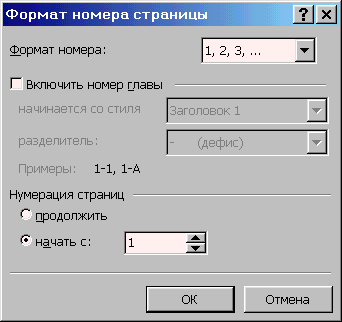 Формат номера страницы
Формат номера: 1, 2, 3, ...
Включить номер главы
начинается со стиля Заголовок 1
разделитель: - (дефис)
Примеры: 1-1, 1-A
Нумерация страниц
продолжить
начать с: 1
ОК Отмена